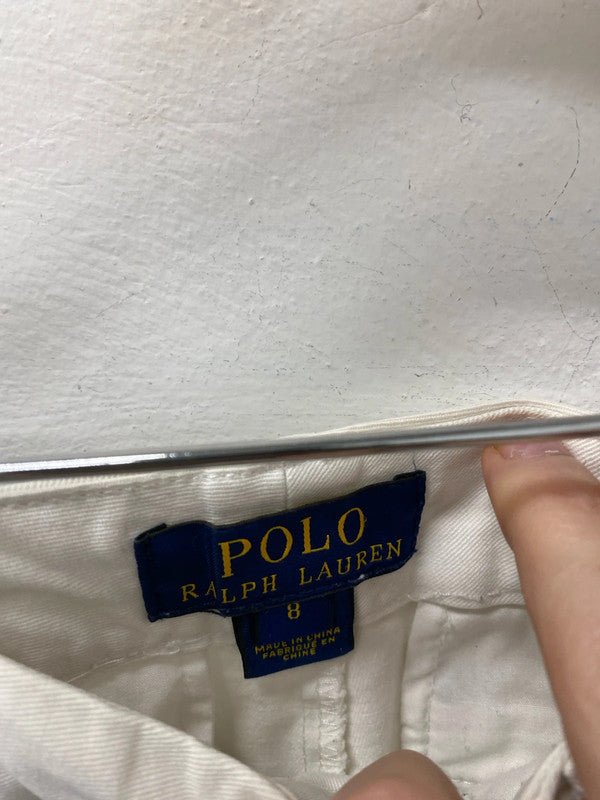 POLO
RALPH LAUREN
8
MADE IN CHINA
FABRIQUE EN
CHINE